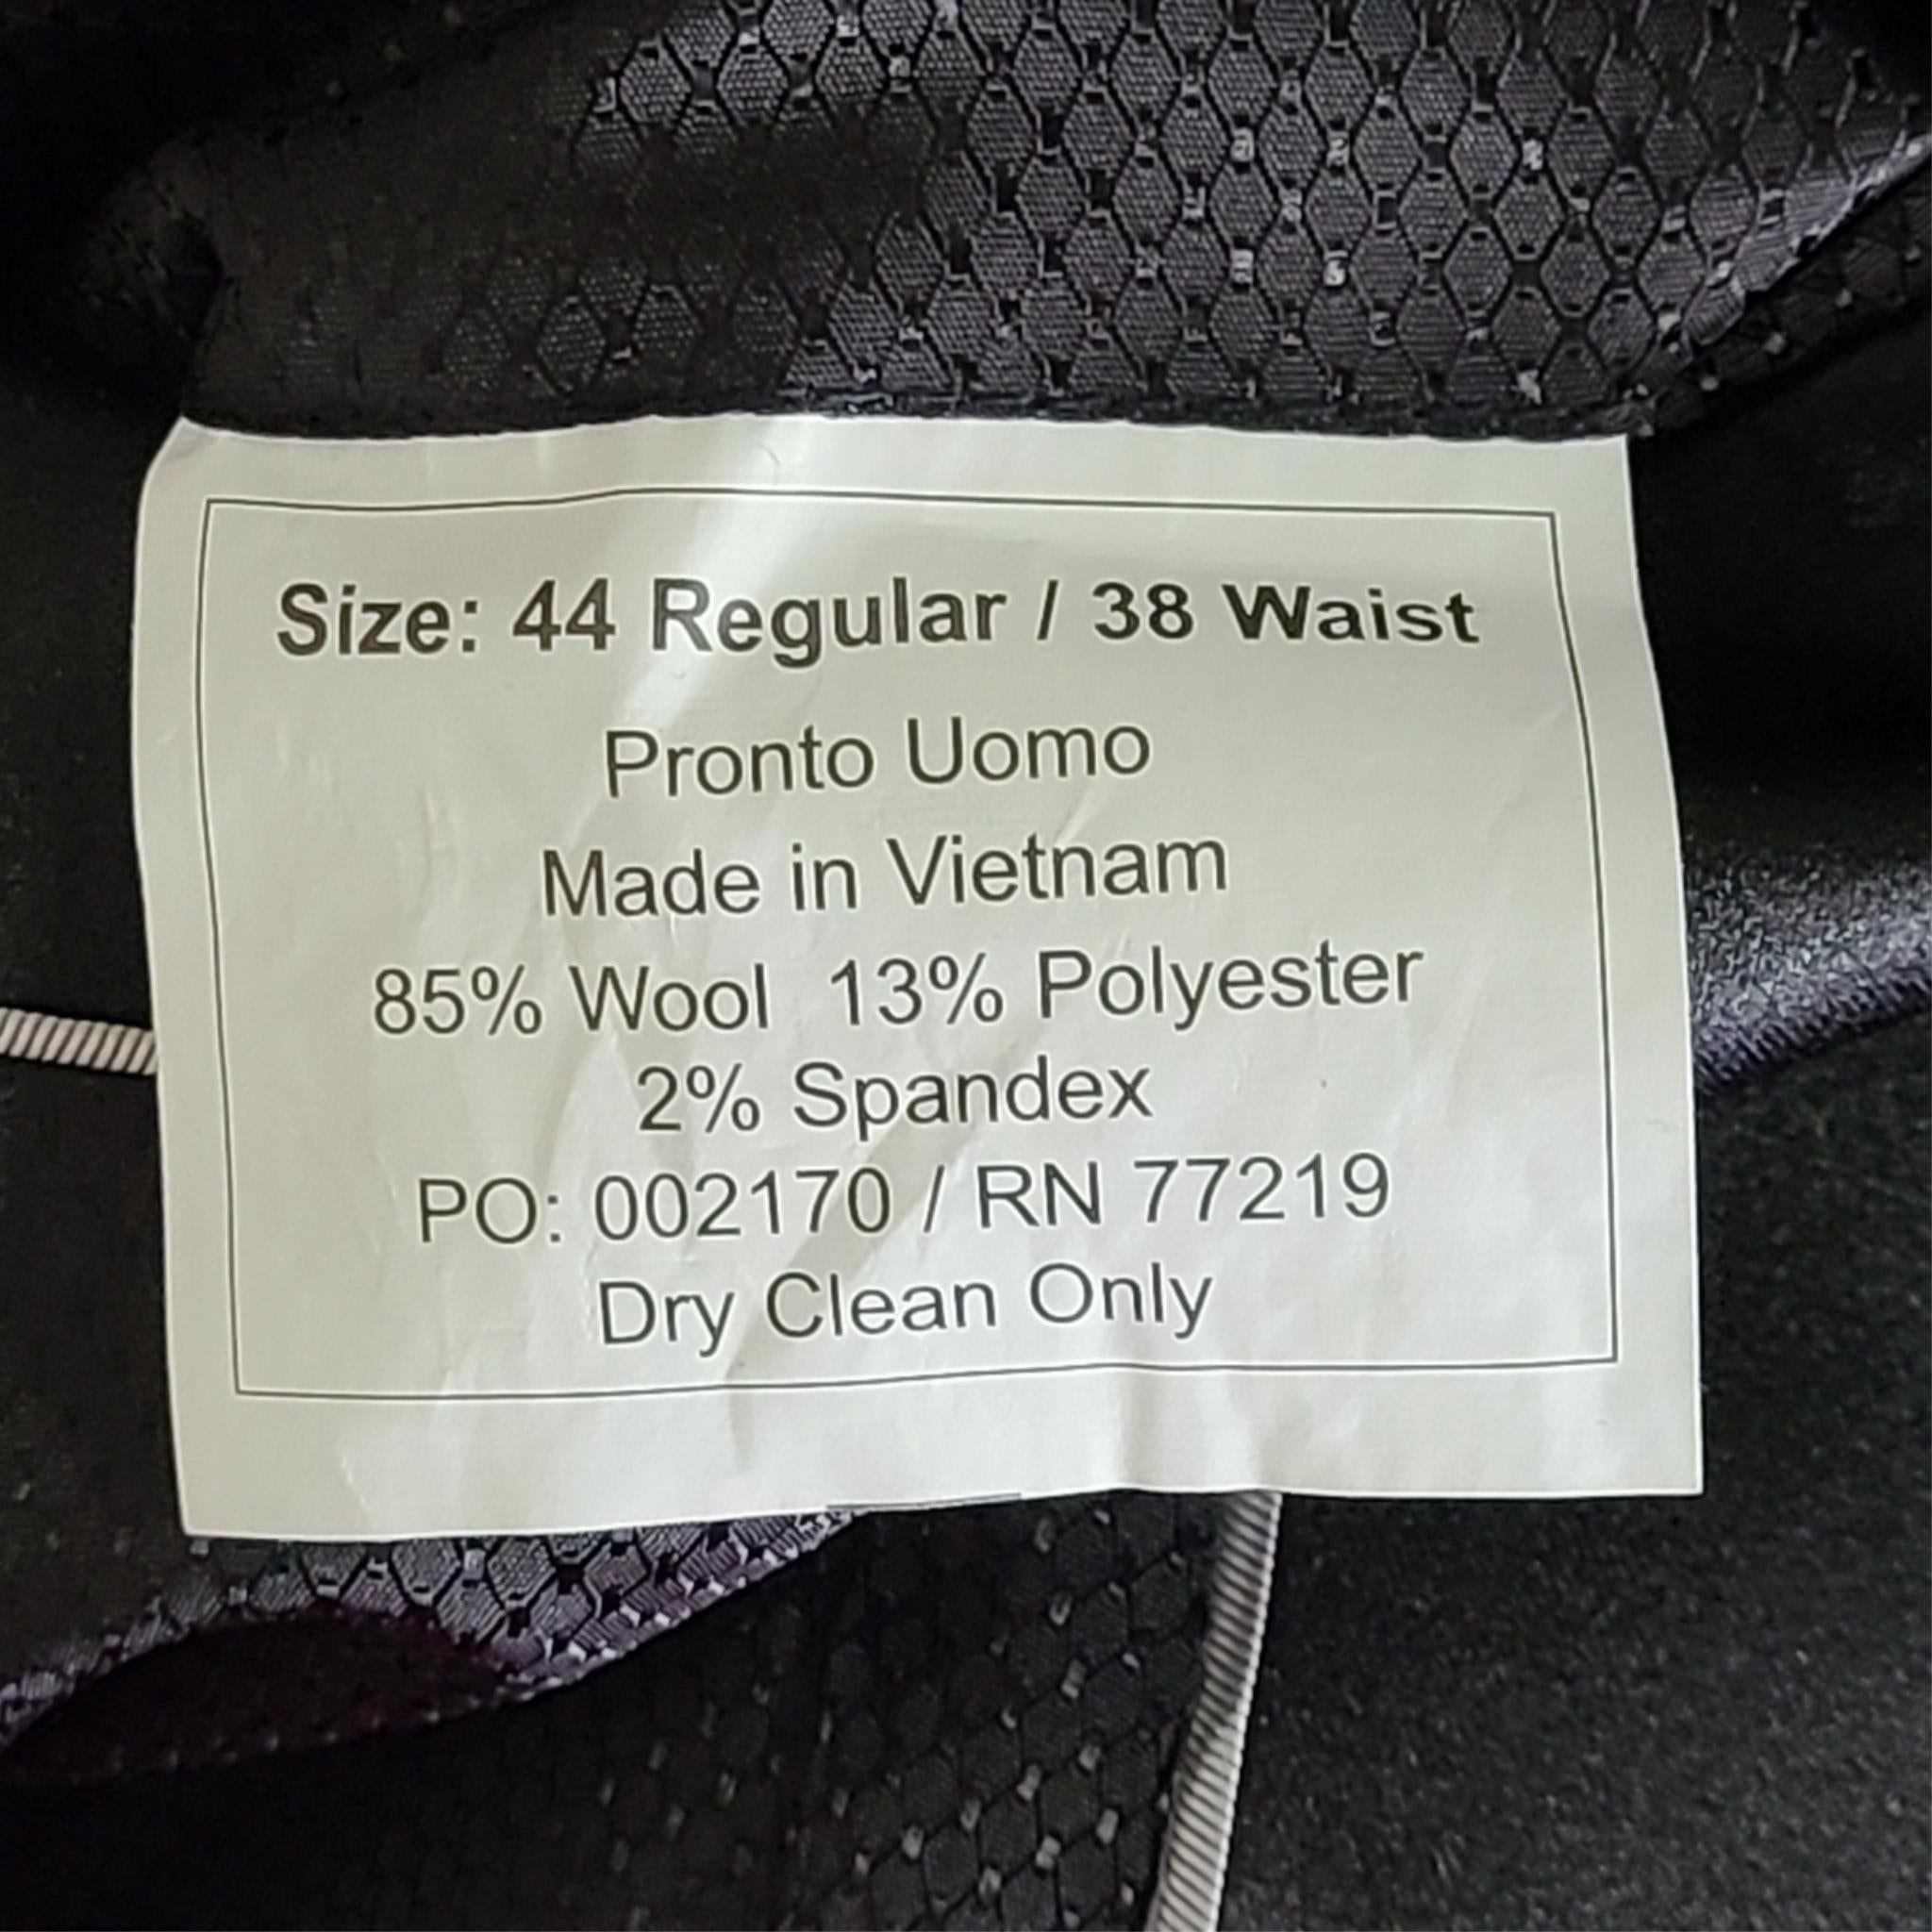 Size: 44 Regular / 38 Waist
Pronto Uomo
Made in Vietnam
85% Wool 13% Polyester
2% Spandex
PO: 002170 / RN 77219
Dry Clean Only